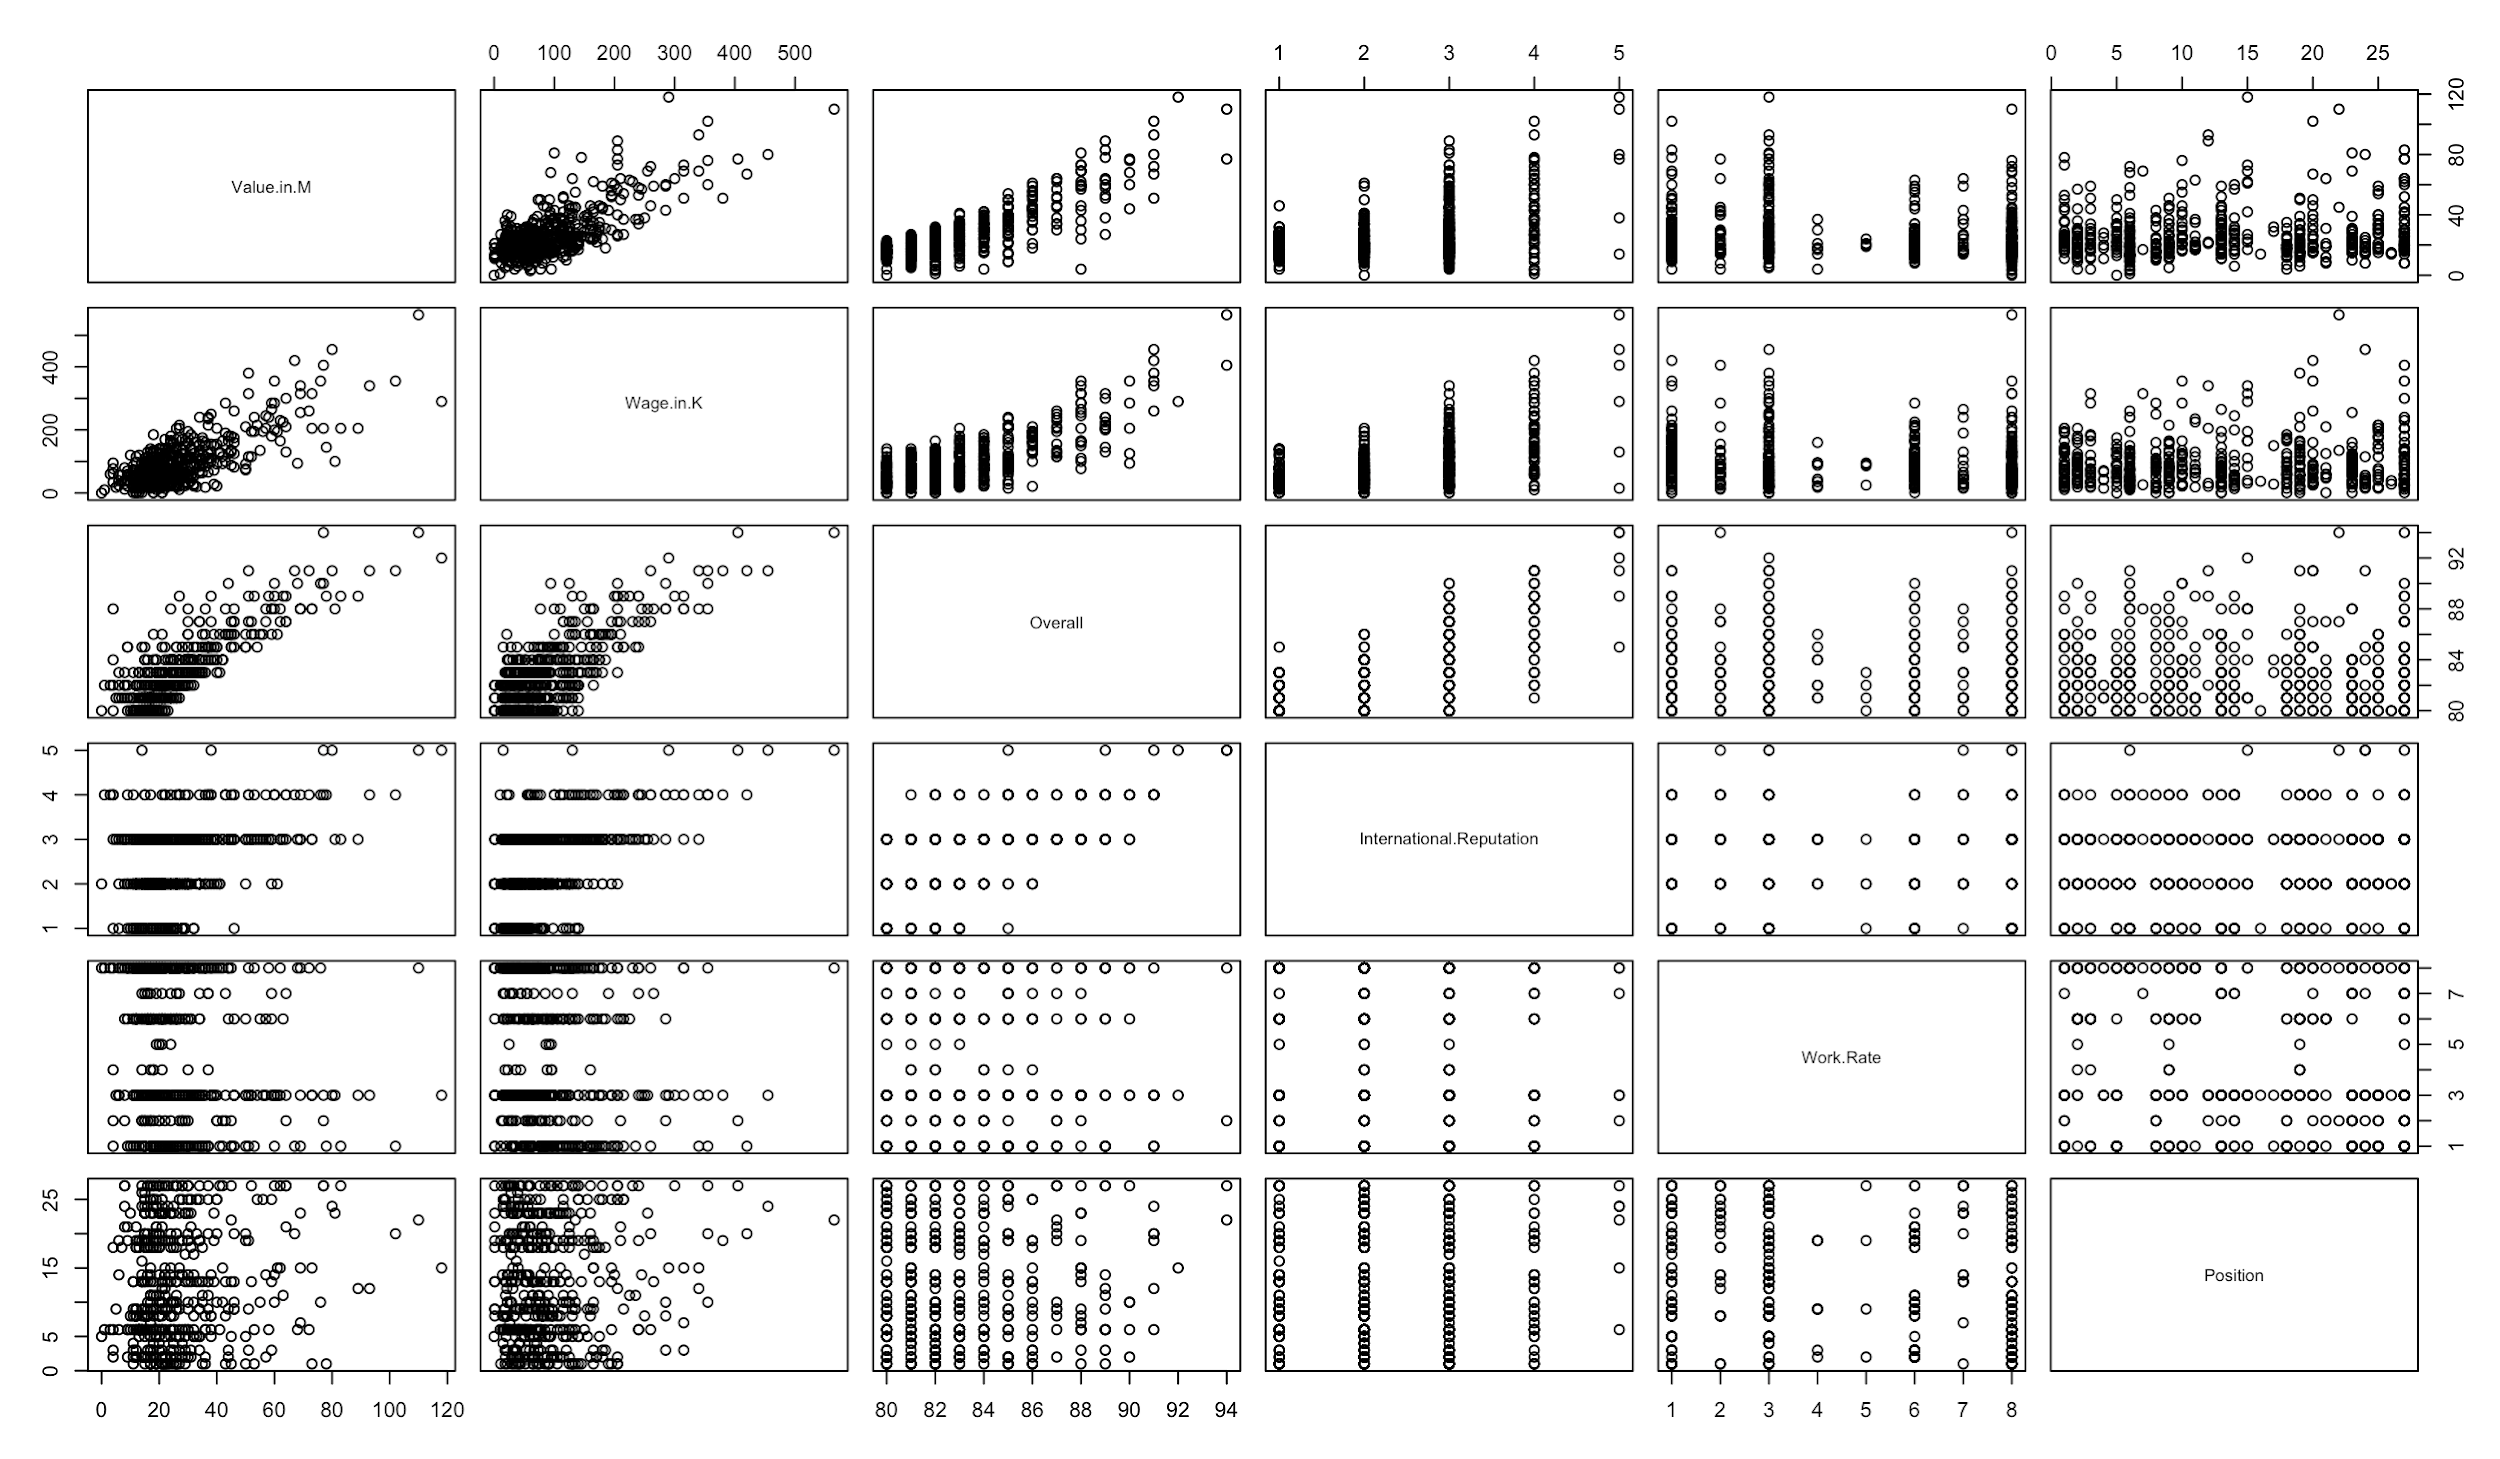 0 100 200 300 400 500 1 2 3 4 5 0 5 10 15 20 25
Value.in.M 0 40 80 120
0 200 400 Wage.in.K
Overall 80 84 88 92
1 2 3 4 5 International.Reputation
Work.Rate 1 3 5 7
0 5 15 25 Position
0 20 40 60 80 100 120 80 82 84 86 88 90 92 94 1 2 3 4 5 6 7 8